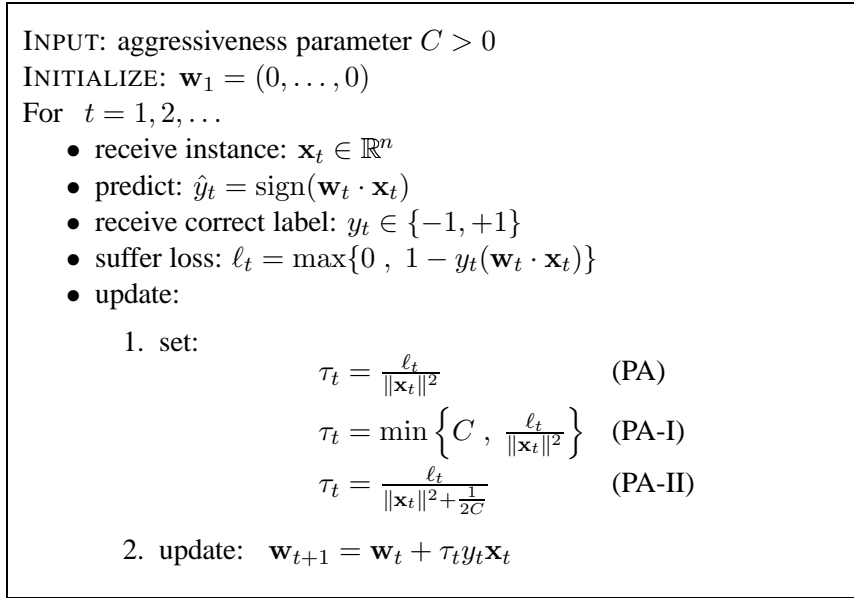 INPUT: aggressiveness parameter C > 0
INITIALIZE: w₁ = (0, . . . , 0)
For t = 1, 2, . . .
• receive instance: xₜ ∈ ℝⁿ
• predict: ŷₜ = sign(wₜ · xₜ)
• receive correct label: yₜ ∈ {−1, +1}
• suffer loss: ℓₜ = max{0 , 1 − yₜ(wₜ · xₜ)}
• update:
1. set:
τₜ = ℓₜ / ‖xₜ‖² (PA)
τₜ = min { C , ℓₜ / ‖xₜ‖² } (PA-I)
τₜ = ℓₜ / (‖xₜ‖² + 1/(2C)) (PA-II)
2. update: wₜ₊₁ = wₜ + τₜyₜxₜ